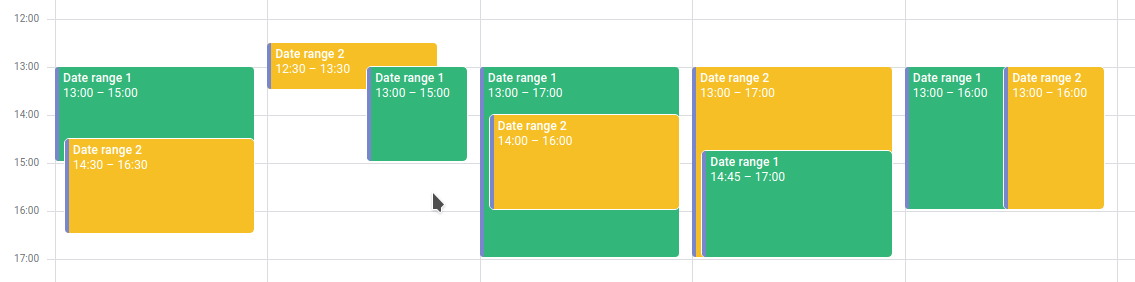 12:00
13:00
14:00
15:00
16:00
17:00
Date range 1
13:00 – 15:00
Date range 2
14:30 – 16:30
Date range 2
12:30 – 13:30
Date range 1
13:00 – 15:00
Date range 1
13:00 – 17:00
Date range 2
14:00 – 16:00
Date range 2
13:00 – 17:00
Date range 1
14:45 – 17:00
Date range 1
13:00 – 16:00
Date range 2
13:00 – 16:00